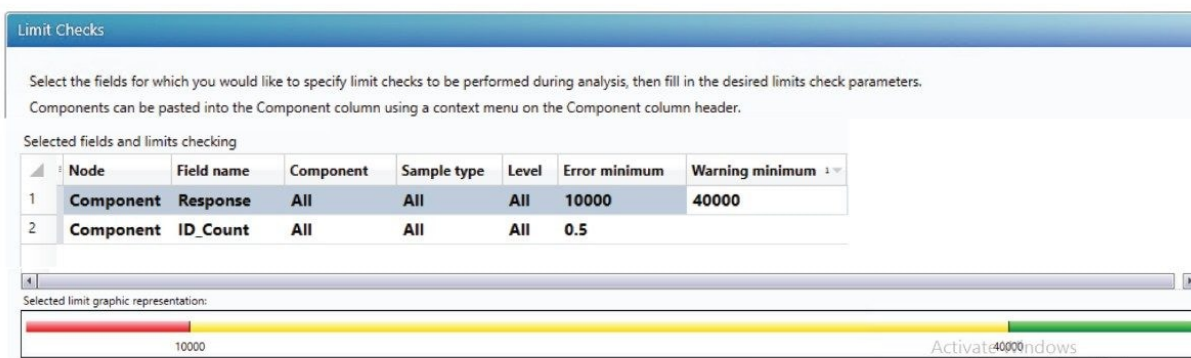 Limit Checks
Select the fields for which you would like to specify limit checks to be performed during analysis, then fill in the desired limits check parameters.
Components can be pasted into the Component column using a context menu on the Component column header.
Selected fields and limits checking
Node Field name Component Sample type Level Error minimum Warning minimum 1
1 Component Response All All All 10000 40000
2 Component ID_Count All All All 0.5
Selected limit graphic representation:
10000 40000
Activate Windows